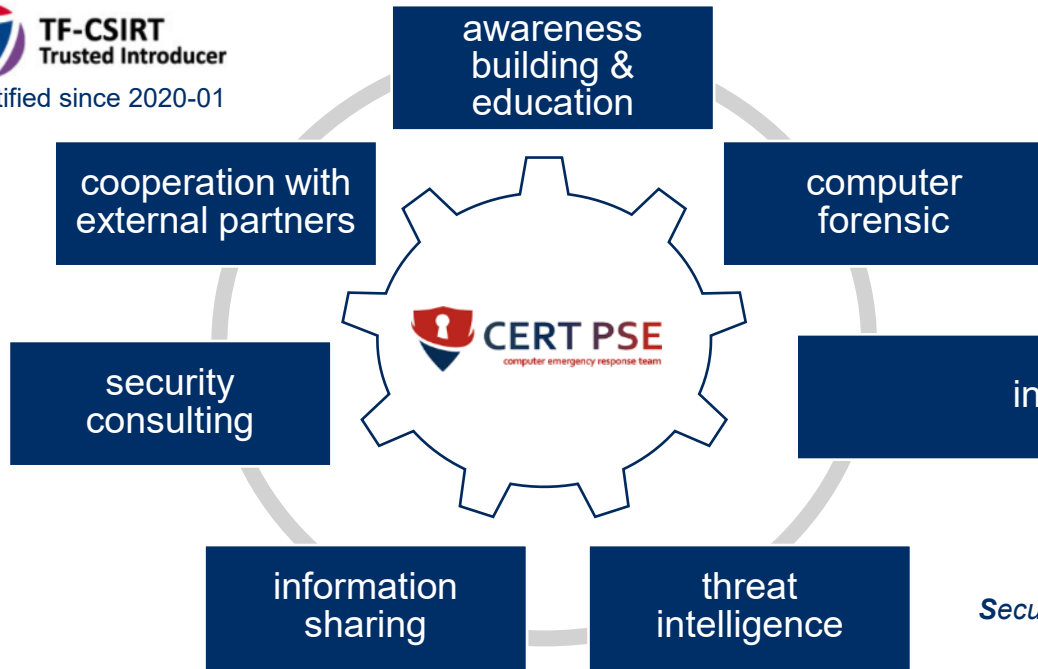 TF-CSIRT
Trusted Introducer
tified since 2020-01
awareness
building &
education
cooperation with
external partners
computer
forensic
CERT PSE
computer emergency response team
security
consulting
in
information
sharing
threat
intelligence
Secu